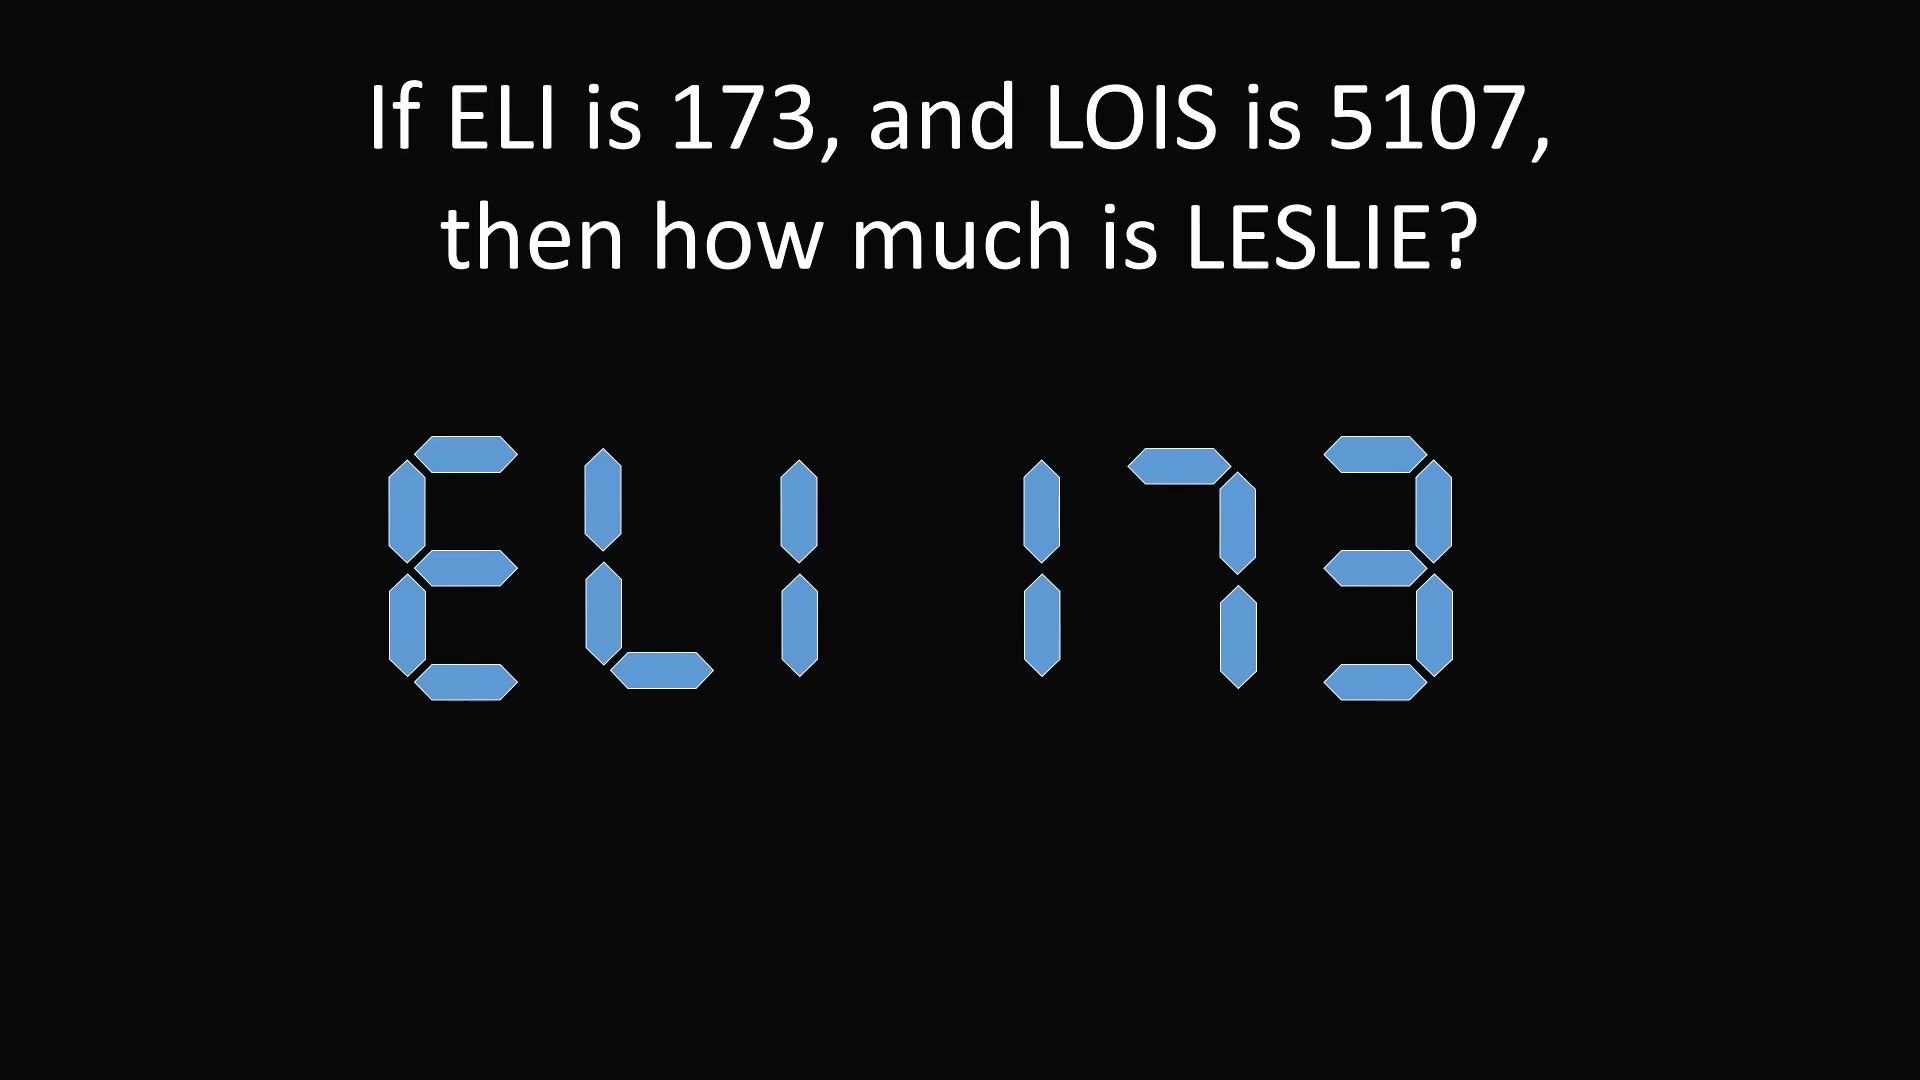 If ELI is 173, and LOIS is 5107,
then how much is LESLIE?
ELI 173